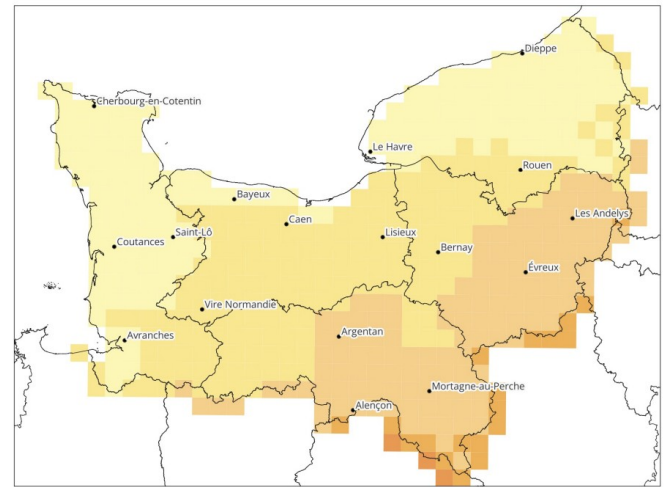 Dieppe
Cherbourg-en-Cotentin
Le Havre
Rouen
Bayeux
Les Andelys
Caen
Saint-Lô
Lisieux
Coutances
Bernay
Évreux
Vire Normandie
Avranches
Argentan
Mortagne-au-Perche
Alençon